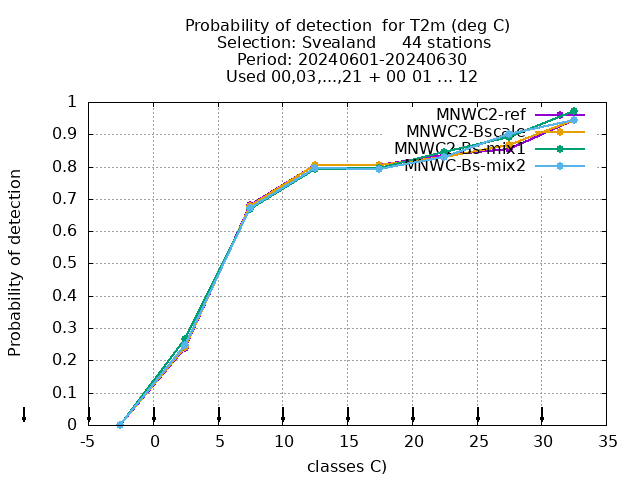 Probability of detection  for T2m (deg C)
Selection: Svealand     44 stations
Period: 20240601-20240630
Used 00,03,...,21 + 00 01 ... 12
MNWC2-ref
MNWC2-Bscale
MNWC2-Bs-mix1
MNWC-Bs-mix2
Probability of detection
1
0.9
0.8
0.7
0.6
0.5
0.4
0.3
0.2
0.1
0
-5 0 5 10 15 20 25 30 35
classes C)